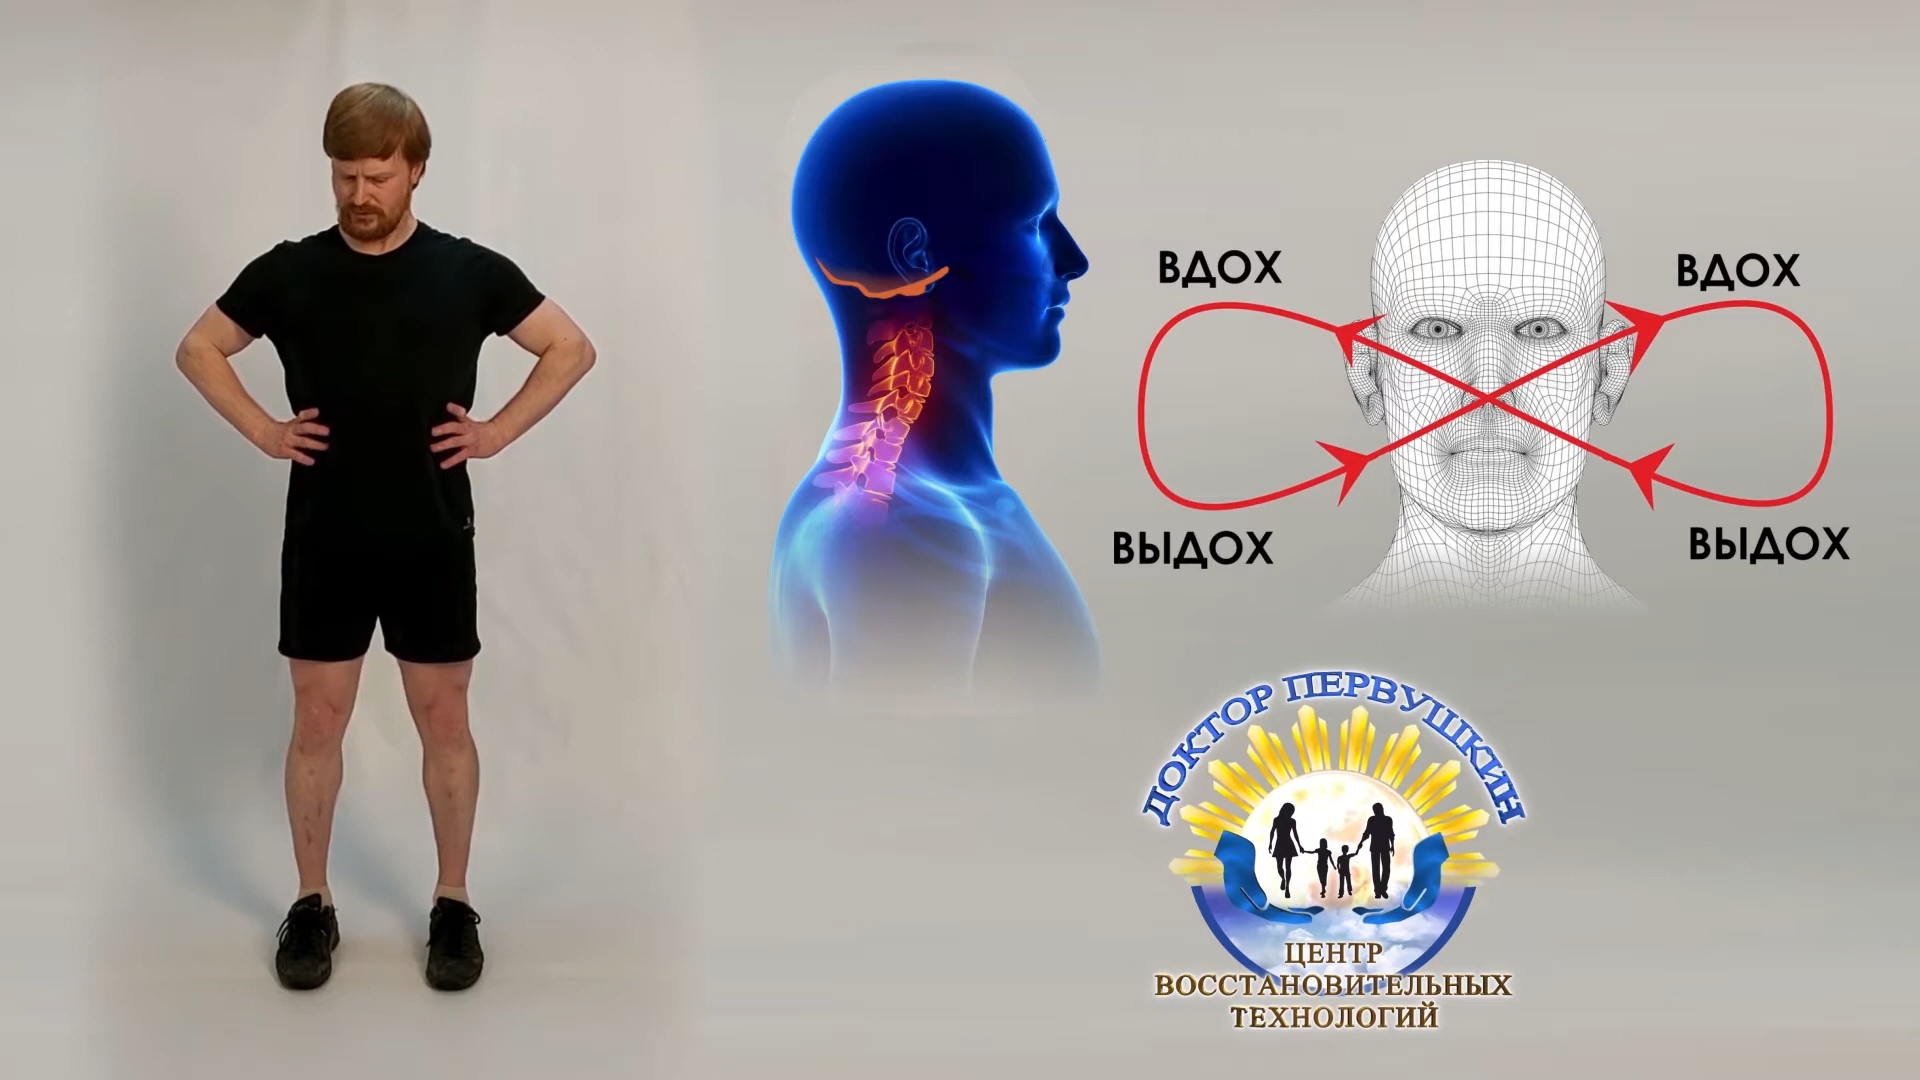 ВДОХ
ВДОХ
ВЫДОХ
ВЫДОХ
ДОКТОР ПЕРВУШКИН
ЦЕНТР
ВОССТАНОВИТЕЛЬНЫХ
ТЕХНОЛОГИЙ